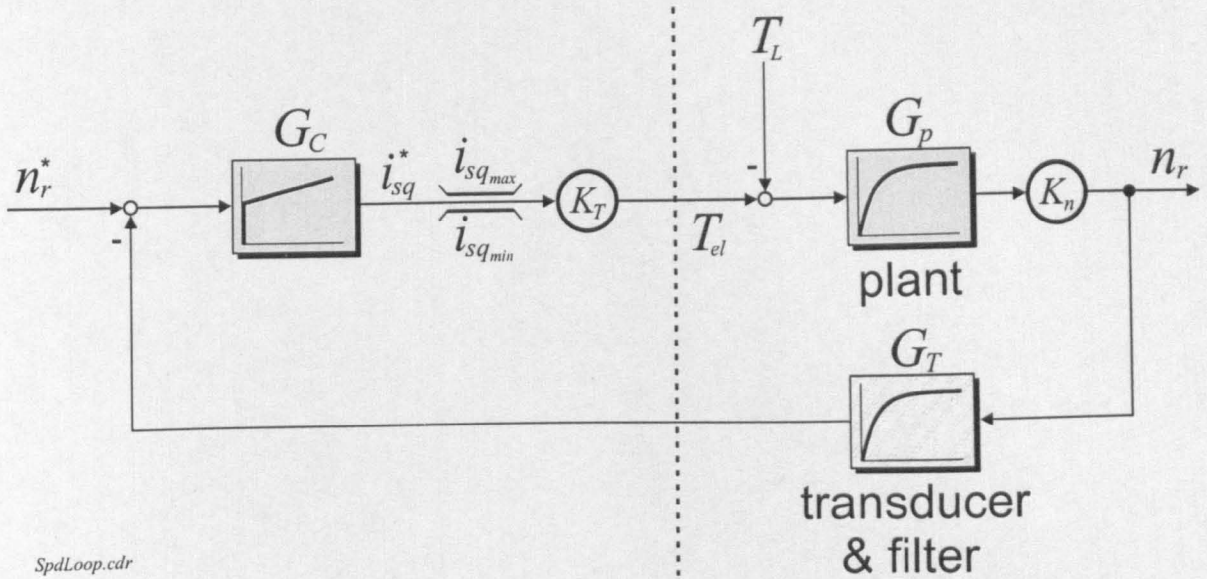 T_L
G_C
G_p
n_r^*
i_sq^*
i_sq_max
K_T
K_n
n_r
-
-
i_sq_min
T_el
plant
G_T
transducer
& filter
SpdLoop.cdr